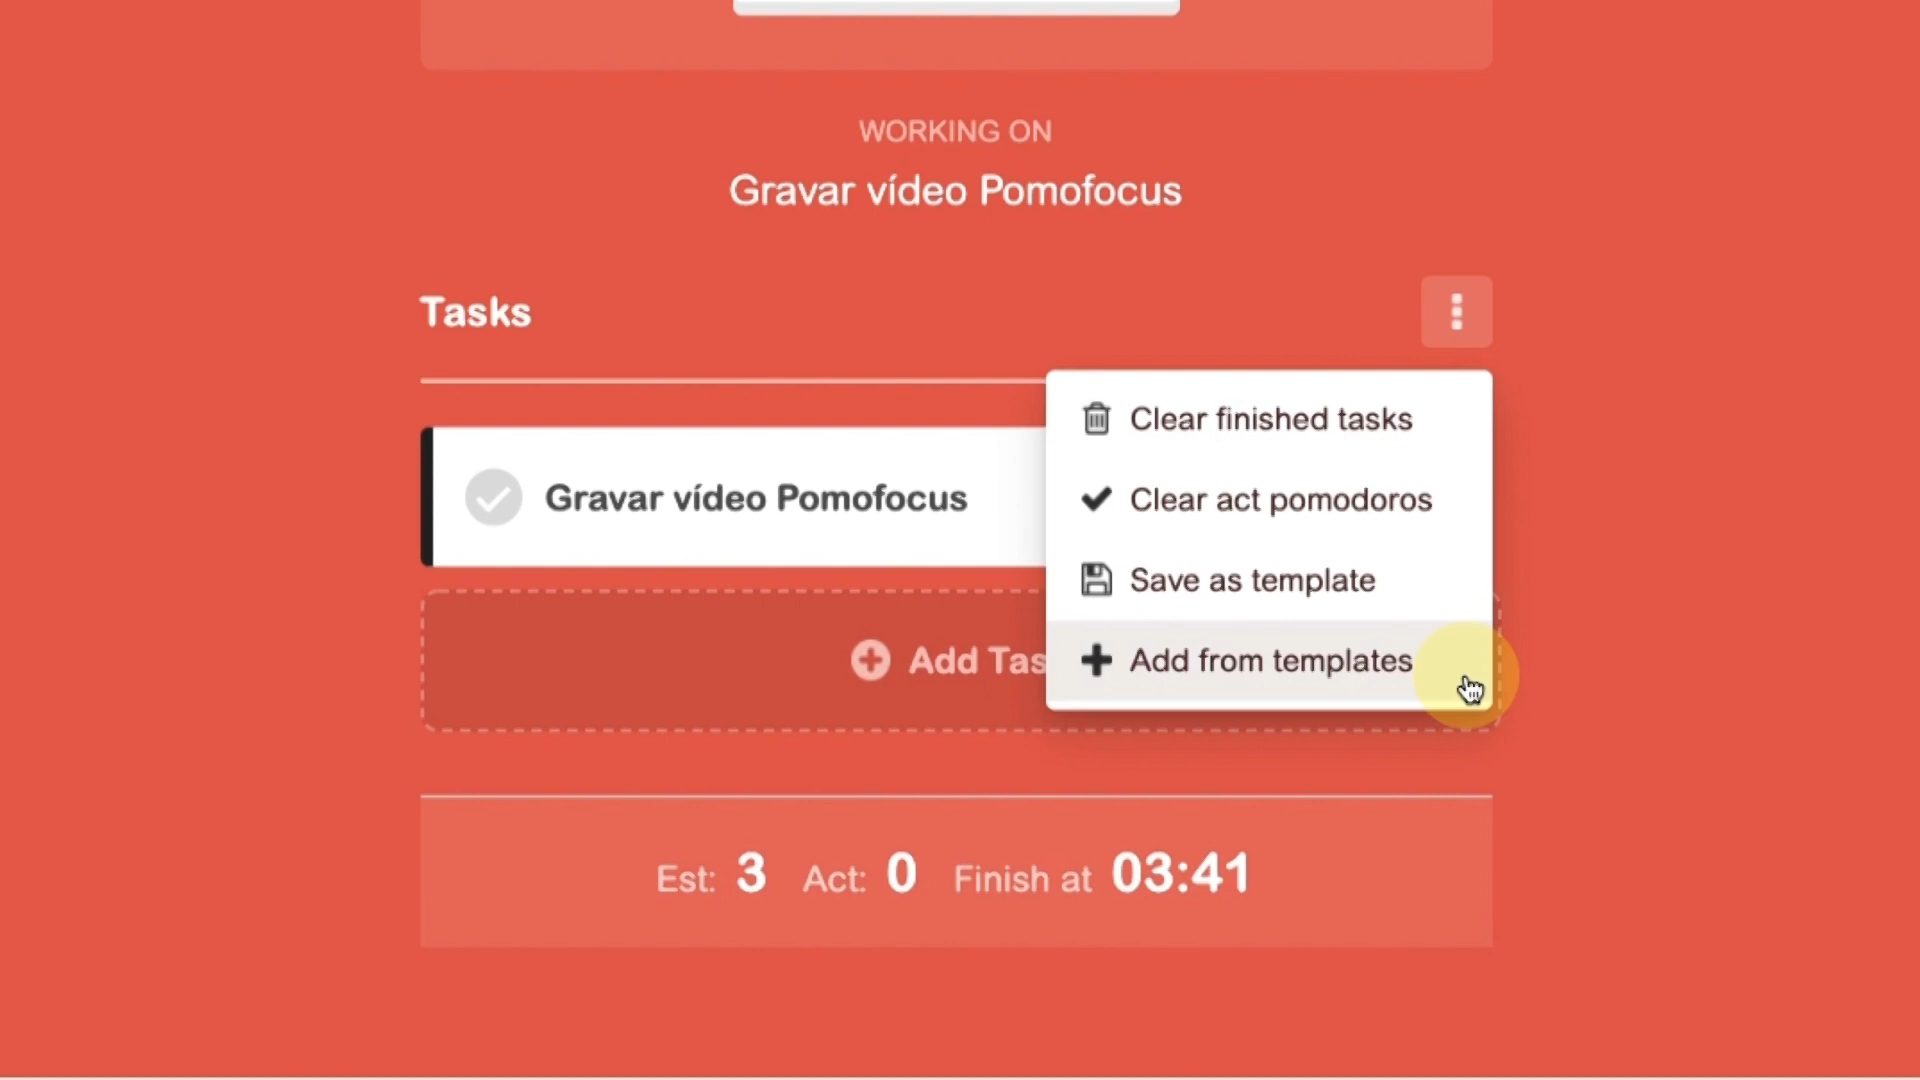 WORKING ON
Gravar vídeo Pomofocus
Tasks
Clear finished tasks
Gravar vídeo Pomofocus
Clear act pomodoros
Save as template
Add Tas
Add from templates
Est: 3 Act: 0 Finish at 03:41